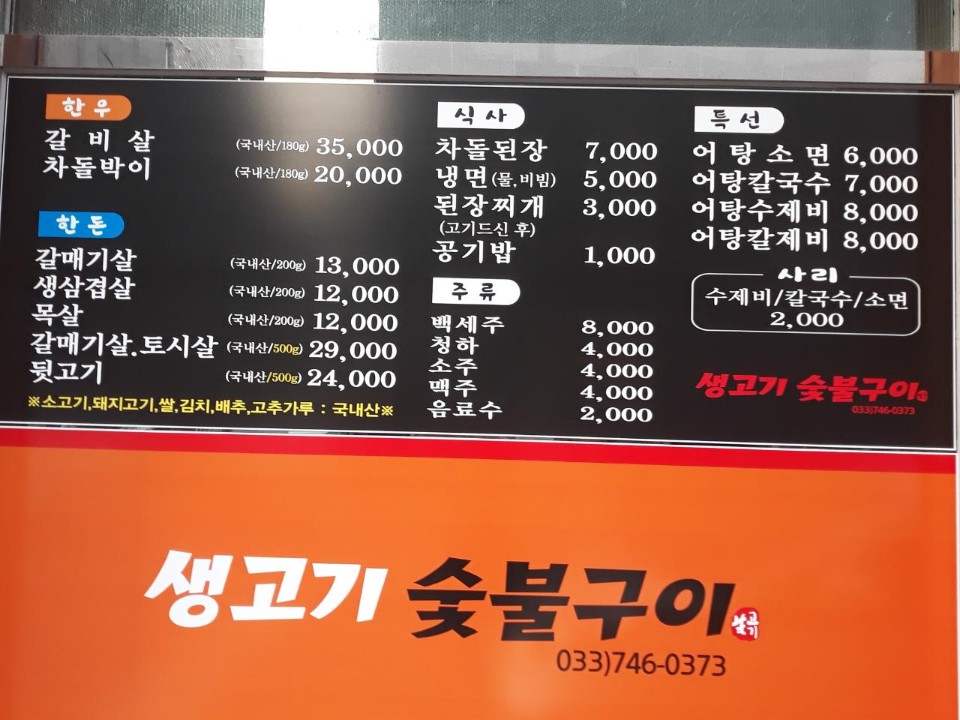 한우
갈비살 (국내산/180g) 35,000
차돌박이 (국내산/180g) 20,000
한돈
갈매기살 (국내산/200g) 13,000
생삼겹살 (국내산/200g) 12,000
목살 (국내산/200g) 12,000
갈매기살.토시살 (국내산/500g) 29,000
뒷고기 (국내산/500g) 24,000
※소고기,돼지고기,쌀,김치,배추,고추가루 : 국내산※
식사
차돌된장 7,000
냉면(물,비빔) 5,000
된장찌개 3,000
(고기드신 후)
공기밥 1,000
주류
백세주 8,000
청하 4,000
소주 4,000
맥주 4,000
음료수 2,000
특선
어탕소면 6,000
어탕칼국수 7,000
어탕수제비 8,000
어탕칼제비 8,000
사리
수제비/칼국수/소면
2,000
생고기 숯불구이
033)746-0373
생고기 숯불구이
033)746-0373